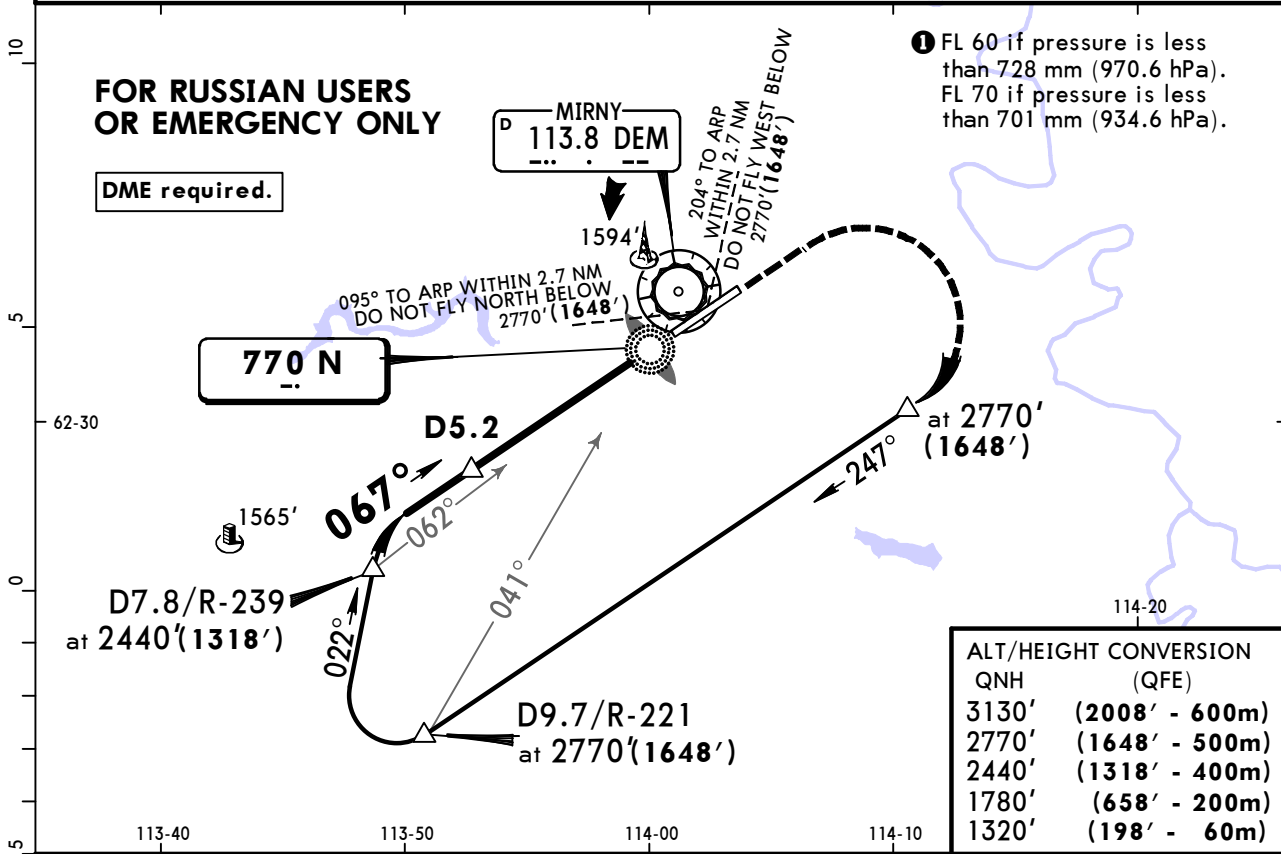 FOR RUSSIAN USERS
OR EMERGENCY ONLY
DME required.
❶ FL 60 if pressure is less
than 728 mm (970.6 hPa).
FL 70 if pressure is less
than 701 mm (934.6 hPa).
MIRNY
D 113.8 DEM
-·· · --
204° TO ARP
WITHIN 2.7 NM
DO NOT FLY WEST BELOW
2770'(1648')
1594'
095° TO ARP WITHIN 2.7 NM
DO NOT FLY NORTH BELOW
2770'(1648')
770 N
-·
10
5
0
5
62-30
D5.2
at 2770'
(1648')
247°
067°
062°
041°
022°
1565'
D7.8/R-239
at 2440'(1318')
D9.7/R-221
at 2770'(1648')
114-20
ALT/HEIGHT CONVERSION
QNH (QFE)
3130' (2008' - 600m)
2770' (1648' - 500m)
2440' (1318' - 400m)
1780' (658' - 200m)
1320' (198' - 60m)
113-40 113-50 114-00 114-10